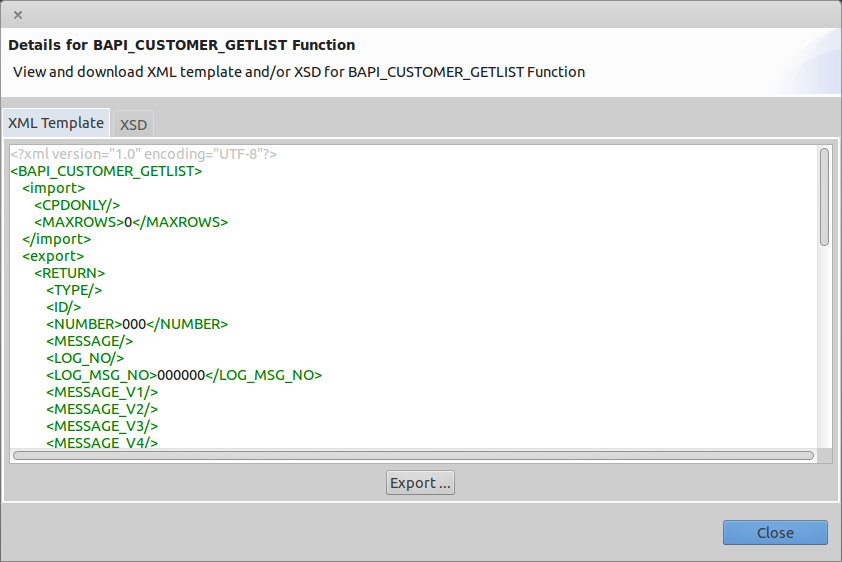 Details for BAPI_CUSTOMER_GETLIST Function
View and download XML template and/or XSD for BAPI_CUSTOMER_GETLIST Function
XML Template XSD
<?xml version="1.0" encoding="UTF-8"?>
<BAPI_CUSTOMER_GETLIST>
<import>
<CPDONLY/>
<MAXROWS>0</MAXROWS>
</import>
<export>
<RETURN>
<TYPE/>
<ID/>
<NUMBER>000</NUMBER>
<MESSAGE/>
<LOG_NO/>
<LOG_MSG_NO>000000</LOG_MSG_NO>
<MESSAGE_V1/>
<MESSAGE_V2/>
<MESSAGE_V3/>
<MESSAGE_V4/>
Export ...
Close